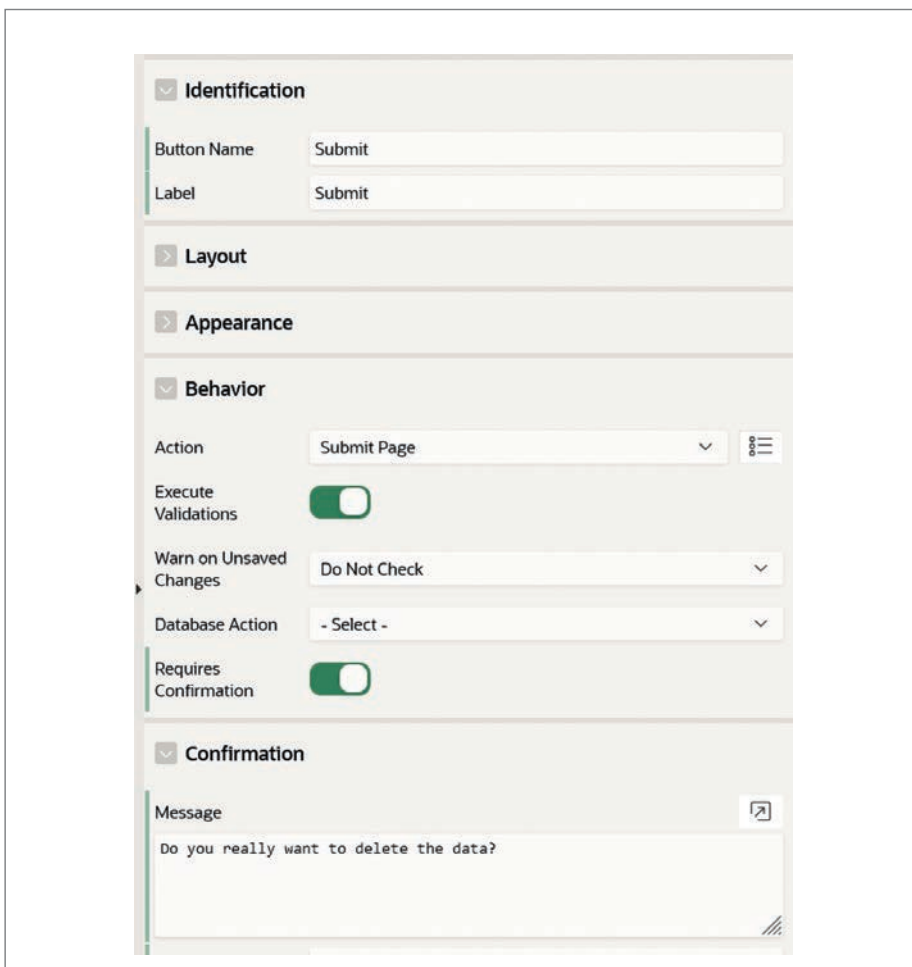 Identification
Button Name
Submit
Label
Submit
Layout
Appearance
Behavior
Action
Submit Page
Execute
Validations
Warn on Unsaved
Changes
Do Not Check
Database Action
- Select -
Requires
Confirmation
Confirmation
Message
Do you really want to delete the data?